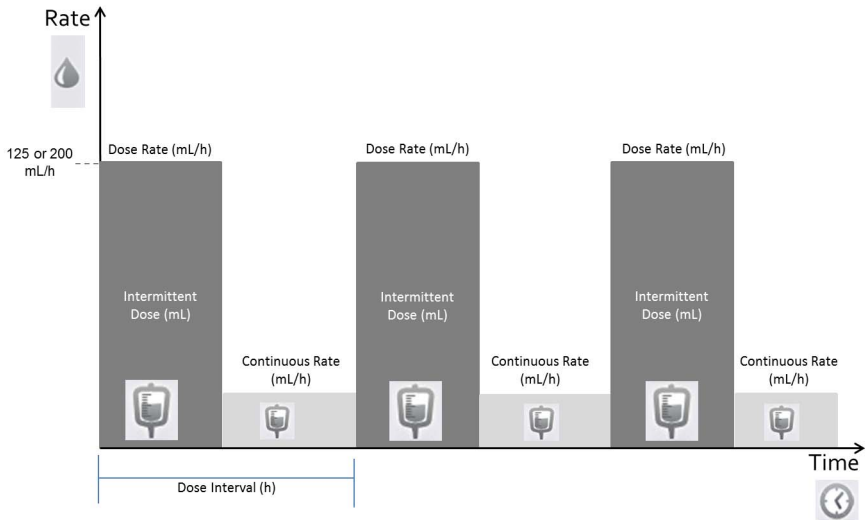 Rate
125 or 200
mL/h
Dose Rate (mL/h)
Dose Rate (mL/h)
Dose Rate (mL/h)
Intermittent
Dose (mL)
Intermittent
Dose (mL)
Intermittent
Dose (mL)
Continuous Rate
(mL/h)
Continuous Rate
(mL/h)
Continuous Rate
(mL/h)
Time
Dose Interval (h)